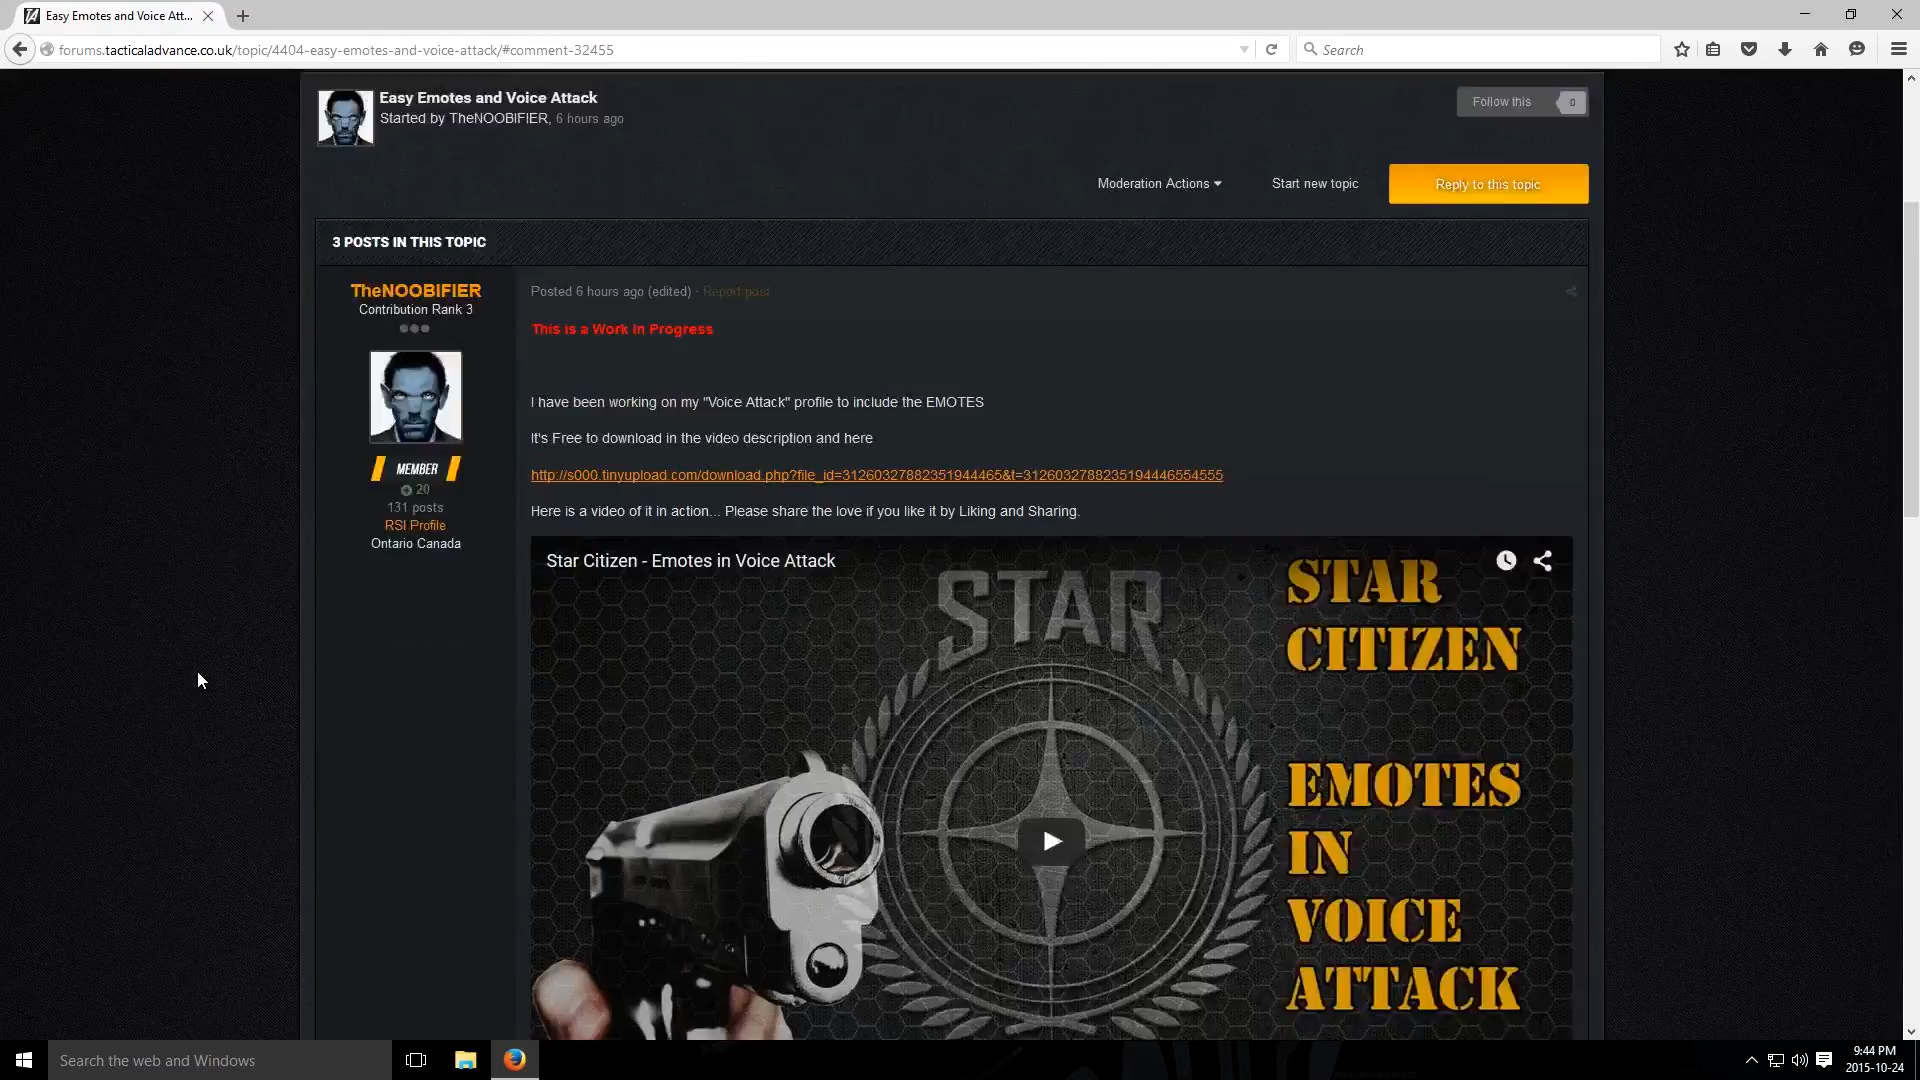 Easy Emotes and Voice Att...
forums.tacticaladvance.co.uk/topic/4404-easy-emotes-and-voice-attack/#comment-32455
Search
Easy Emotes and Voice Attack
Started by TheNOOBIFIER, 6 hours ago
Follow this 0
Moderation Actions
Start new topic
Reply to this topic
3 POSTS IN THIS TOPIC
TheNOOBIFIER
Contribution Rank 3
MEMBER
20
131 posts
RSI Profile
Ontario Canada
Posted 6 hours ago (edited) · Report post
This is a Work In Progress
I have been working on my "Voice Attack" profile to include the EMOTES
It's Free to download in the video description and here
http://s000.tinyupload.com/download.php?file_id=31260327882351944465&t=3126032788235194446554555
Here is a video of it in action... Please share the love if you like it by Liking and Sharing.
Star Citizen - Emotes in Voice Attack
STAR
STAR
CITIZEN
EMOTES
IN
VOICE
ATTACK
Search the web and Windows
9:44 PM
2015-10-24